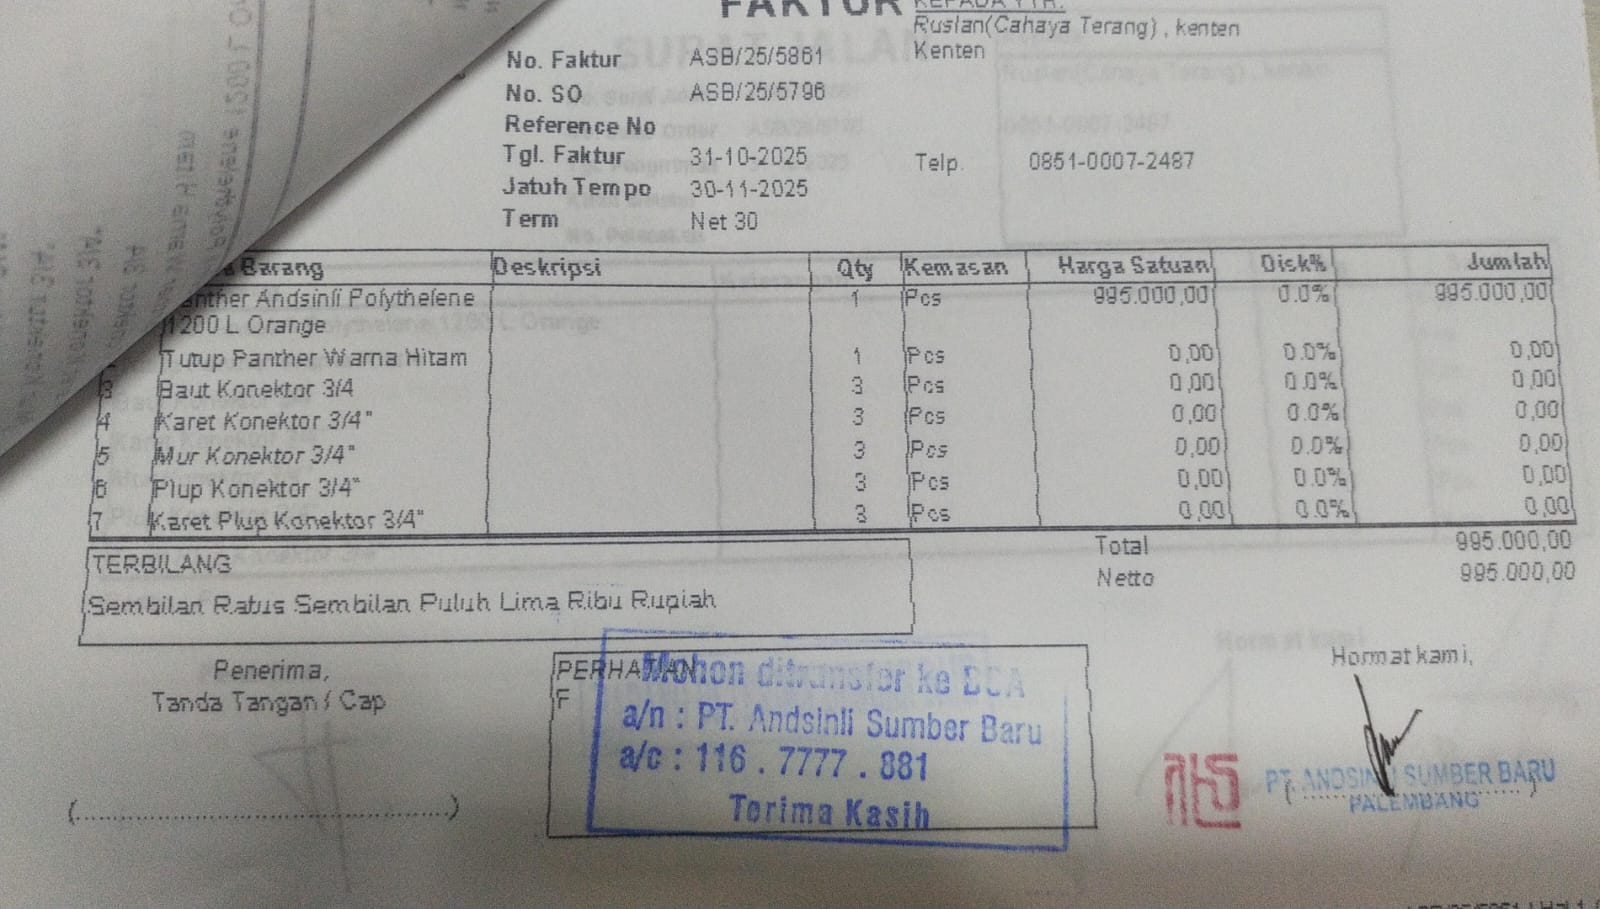 FAKTUR
KEPADA YTH.
Ruslan(Cahaya Terang) , kenten
Kenten
No. Faktur ASB/25/5861
No. SO ASB/25/5796
Reference No
Tgl. Faktur 31-10-2025
Telp. 0851-0007-2487
Jatuh Tempo 30-11-2025
Term Net 30
Barang Deskripsi Qty Kemasan Harga Satuan Disk% Jumlah
Panther Andsinli Polythelene 1 Pcs 995.000,00 0.0% 995.000,00
1200 L Orange
Tutup Panther Warna Hitam 1 Pcs 0,00 0.0% 0,00
3 Baut Konektor 3/4 3 Pcs 0,00 0.0% 0,00
4 Karet Konektor 3/4" 3 Pcs 0,00 0.0% 0,00
5 Mur Konektor 3/4" 3 Pcs 0,00 0.0% 0,00
6 Plup Konektor 3/4" 3 Pcs 0,00 0.0% 0,00
7 Karet Plup Konektor 3/4" 3 Pcs 0,00 0.0% 0,00
Total 995.000,00
Netto 995.000,00
TERBILANG
Sembilan Ratus Sembilan Puluh Lima Ribu Rupiah
Penerima,
Tanda Tangan / Cap
PERHATIAN
F
Mohon ditransfer ke BCA
a/n : PT. Andsinli Sumber Baru
a/c : 116 . 7777 . 881
Terima Kasih
Hormat kami,
PT. ANDSINLI SUMBER BARU
PALEMBANG